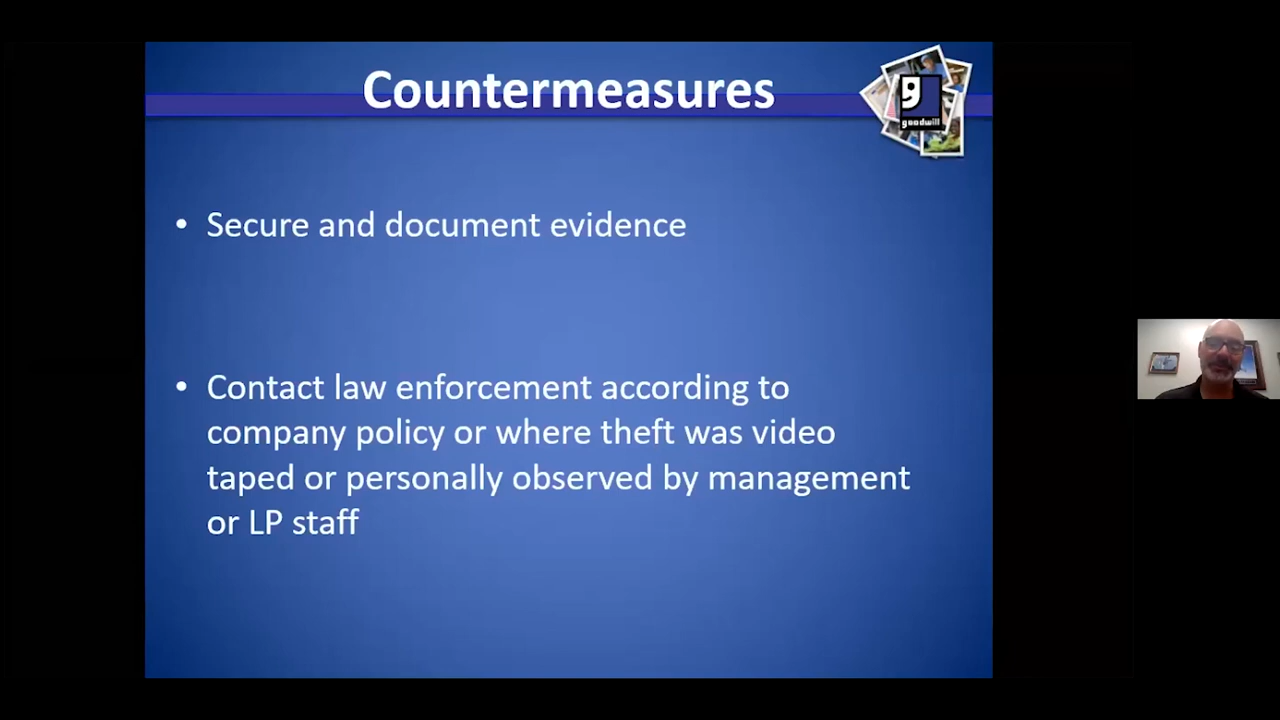 Countermeasures
g
goodwill
• Secure and document evidence
• Contact law enforcement according to
company policy or where theft was video
taped or personally observed by management
or LP staff